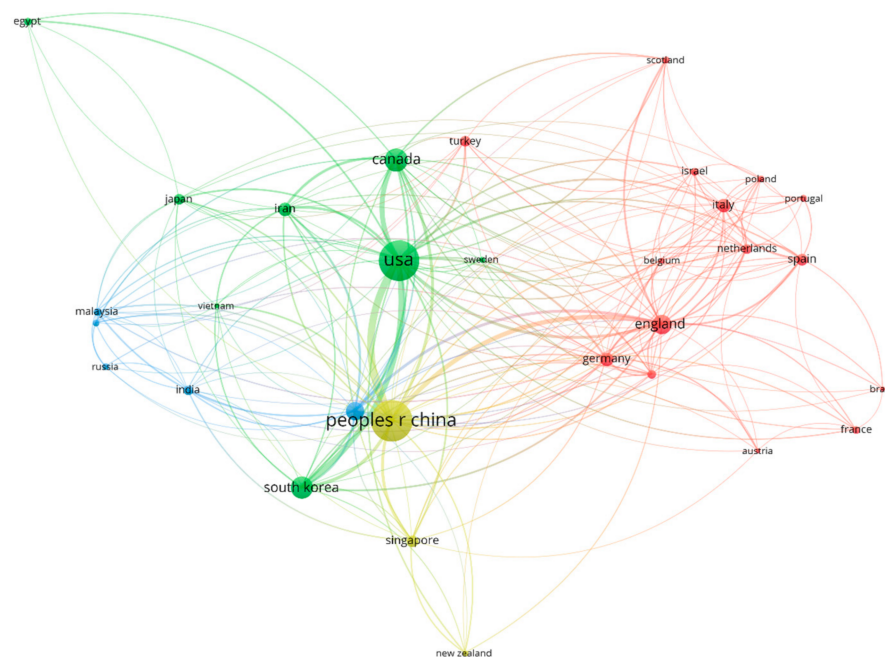 egypt
scotland
turkey
canada
israel
poland
japan
iran
italy
portugal
netherlands
usa
sweden
belgium
spain
vietnam
malaysia
england
germany
russia
india
bra
peoples r china
france
austria
south korea
singapore
new zealand